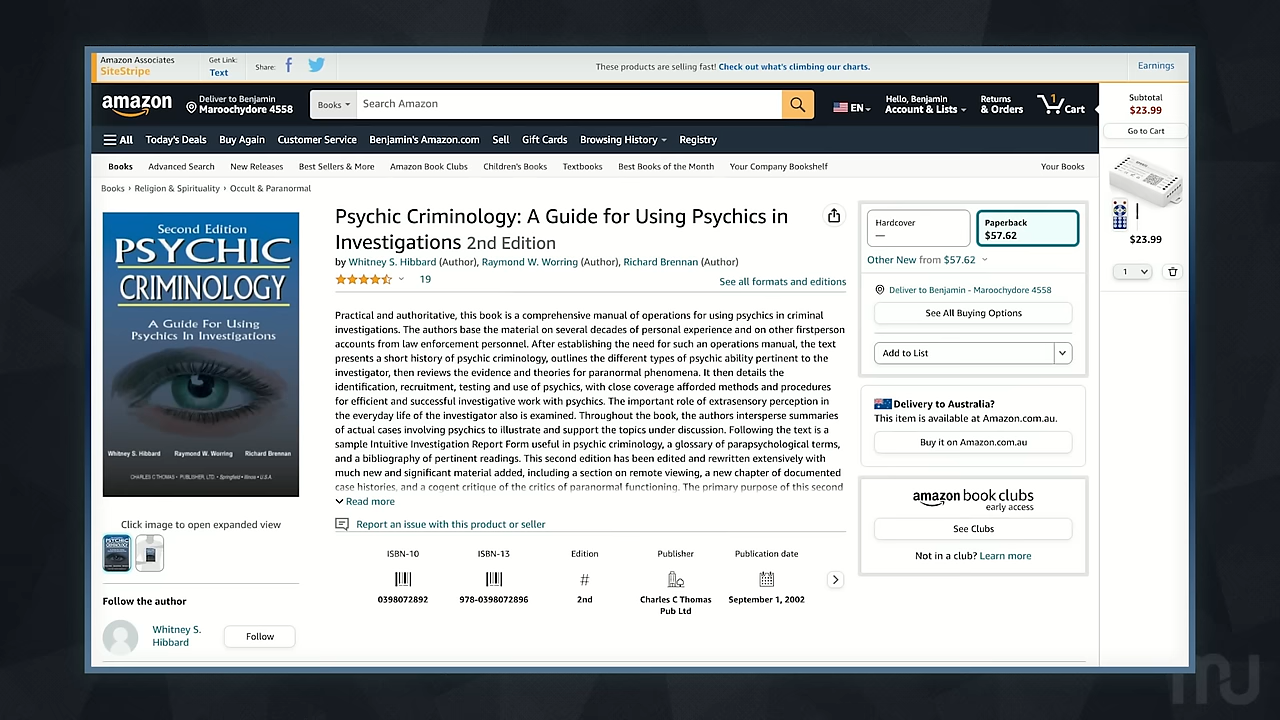 Amazon Associates
SiteStripe
Get Link:
Text
Share:
These products are selling fast! Check out what's climbing our charts.
Earnings
amazon
Deliver to Benjamin
Maroochydore 4558
Books
Search Amazon
EN
Hello, Benjamin
Account & Lists
Returns
& Orders
1
Cart
Subtotal
$23.99
Go to Cart
All
Today's Deals
Buy Again
Customer Service
Benjamin's Amazon.com
Sell
Gift Cards
Browsing History
Registry
Books
Advanced Search
New Releases
Best Sellers & More
Amazon Book Clubs
Children's Books
Textbooks
Best Books of the Month
Your Company Bookshelf
Your Books
Books › Religion & Spirituality › Occult & Paranormal
Second Edition
PSYCHIC
CRIMINOLOGY
A Guide For Using
Psychics In Investigations
Whitney S. Hibbard
Raymond W. Worring
Richard Brennan
CHARLES C THOMAS • PUBLISHER, LTD. • Springfield • Illinois • U.S.A.
Click image to open expanded view
Follow the author
Whitney S.
Hibbard
Follow
Psychic Criminology: A Guide for Using Psychics in
Investigations 2nd Edition
by Whitney S. Hibbard (Author), Raymond W. Worring (Author), Richard Brennan (Author)
19
See all formats and editions
Practical and authoritative, this book is a comprehensive manual of operations for using psychics in criminal
investigations. The authors base the material on several decades of personal experience and on other firstperson
accounts from law enforcement personnel. After establishing the need for such an operations manual, the text
presents a short history of psychic criminology, outlines the different types of psychic ability pertinent to the
investigator, then reviews the evidence and theories for paranormal phenomena. It then details the
identification, recruitment, testing and use of psychics, with close coverage afforded methods and procedures
for efficient and successful investigative work with psychics. The important role of extrasensory perception in
the everyday life of the investigator also is examined. Throughout the book, the authors intersperse summaries
of actual cases involving psychics to illustrate and support the topics under discussion. Following the text is a
sample Intuitive Investigation Report Form useful in psychic criminology, a glossary of parapsychological terms,
and a bibliography of pertinent readings. This second edition has been edited and rewritten extensively with
much new and significant material added, including a section on remote viewing, a new chapter of documented
case histories, and a cogent critique of the critics of paranormal functioning. The primary purpose of this second
Read more
Report an issue with this product or seller
ISBN-10
0398072892
ISBN-13
978-0398072896
Edition
#
2nd
Publisher
Charles C Thomas
Pub Ltd
Publication date
September 1, 2002
Hardcover
—
Paperback
$57.62
Other New from $57.62
Deliver to Benjamin - Maroochydore 4558
See All Buying Options
Add to List
Delivery to Australia?
This item is available at Amazon.com.au.
Buy it on Amazon.com.au
amazon book clubs
early access
See Clubs
Not in a club? Learn more
$23.99
1